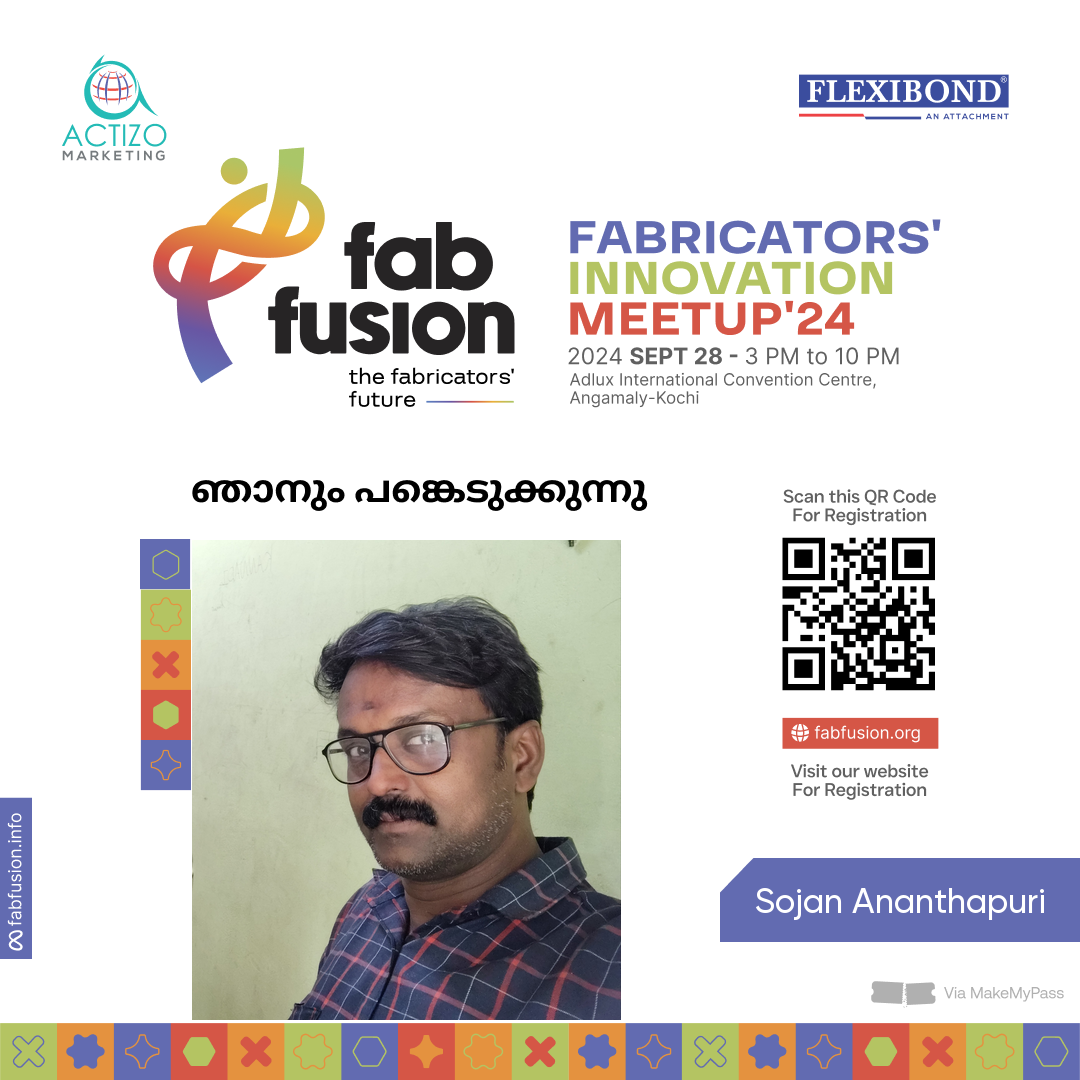 ACTIZO
MARKETING
FLEXIBOND®
AN ATTACHMENT
fab
fusion
the fabricators'
future
FABRICATORS'
INNOVATION
MEETUP'24
2024 SEPT 28 - 3 PM to 10 PM
Adlux International Convention Centre,
Angamaly-Kochi
ഞാനും പങ്കെടുക്കുന്നു
Scan this QR Code
For Registration
fabfusion.org
Visit our website
For Registration
fabfusion.info
Sojan Ananthapuri
Via MakeMyPass